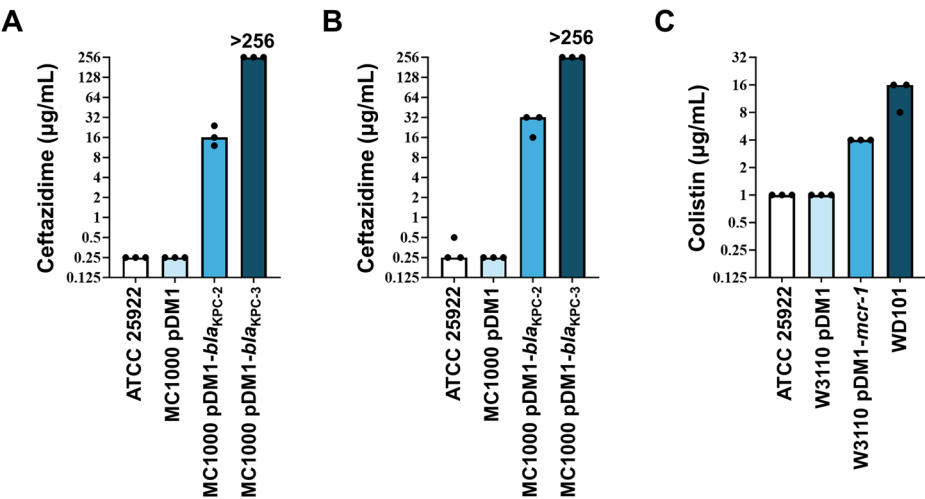 A
Ceftazidime (µg/mL)
>256
256
128
64
32
16
8
4
2
1
0.5
0.25
0.125
ATCC 25922
MC1000 pDM1
MC1000 pDM1-blaKPC-2
MC1000 pDM1-blaKPC-3
B
Ceftazidime (µg/mL)
>256
256
128
64
32
16
8
4
2
1
0.5
0.25
0.125
ATCC 25922
MC1000 pDM1
MC1000 pDM1-blaKPC-2
MC1000 pDM1-blaKPC-3
C
Colistin (µg/mL)
32
16
8
4
2
1
0.5
0.25
0.125
ATCC 25922
W3110 pDM1
W3110 pDM1-mcr-1
WD101